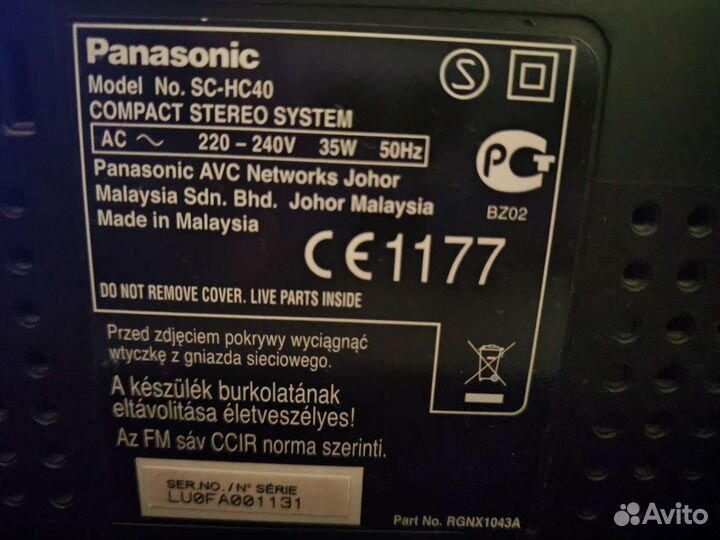 Panasonic
Model No. SC-HC40
COMPACT STEREO SYSTEM
AC ~ 220 – 240V 35W 50Hz
Panasonic AVC Networks Johor
Malaysia Sdn. Bhd. Johor Malaysia
Made in Malaysia
S
PCT
BZ02
CE1177
DO NOT REMOVE COVER. LIVE PARTS INSIDE
Przed zdjęciem pokrywy wyciągnąć
wtyczkę z gniazda sieciowego.
A készülék burkolatának
eltávolítása életveszélyes!
Az FM sáv CCIR norma szerinti.
SER.NO. / N° SÉRIE
LU0FA001131
Part No. RGNX1043A
Avito